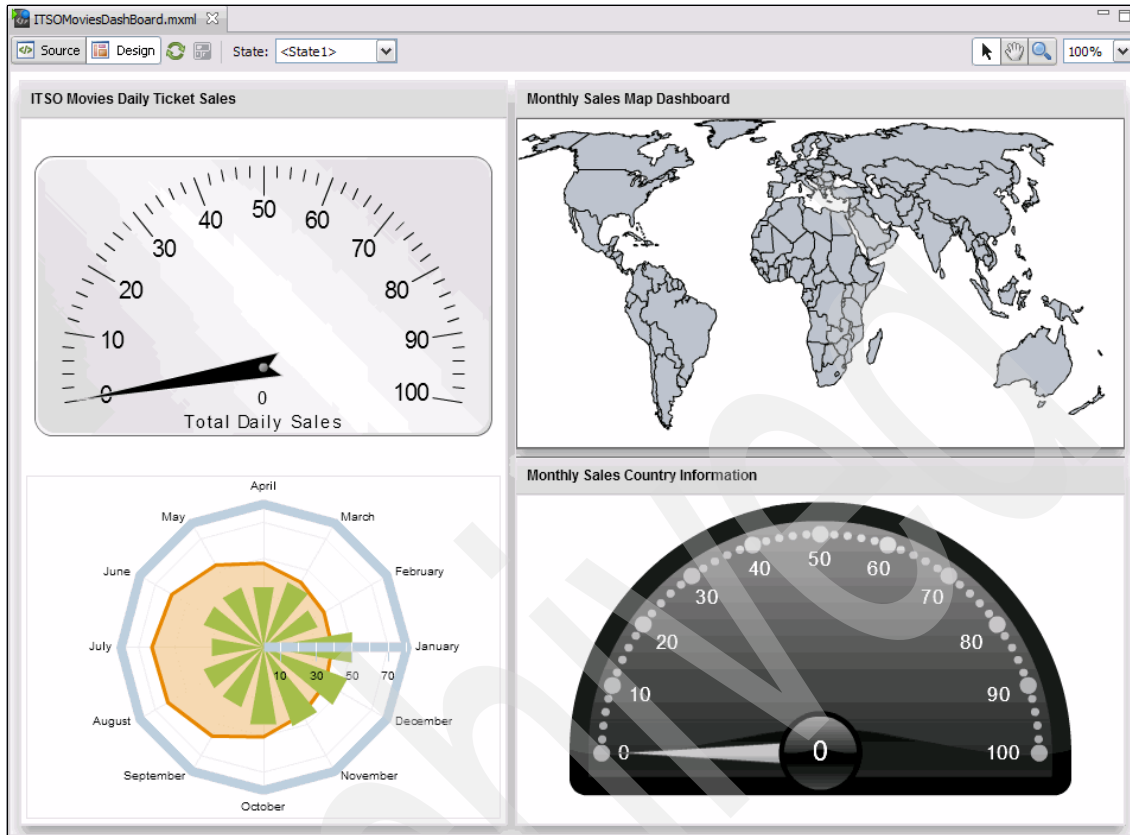 ITSOMoviesDashBoard.mxml
Source Design State: <State1> 100%
ITSO Movies Daily Ticket Sales
0
10
20
30
40
50
60
70
80
90
100
0
Total Daily Sales
April
March
February
January
December
November
October
September
August
July
June
May
10 30 50 70
Monthly Sales Map Dashboard
Monthly Sales Country Information
0
10
20
30
40
50
60
70
80
90
100
0